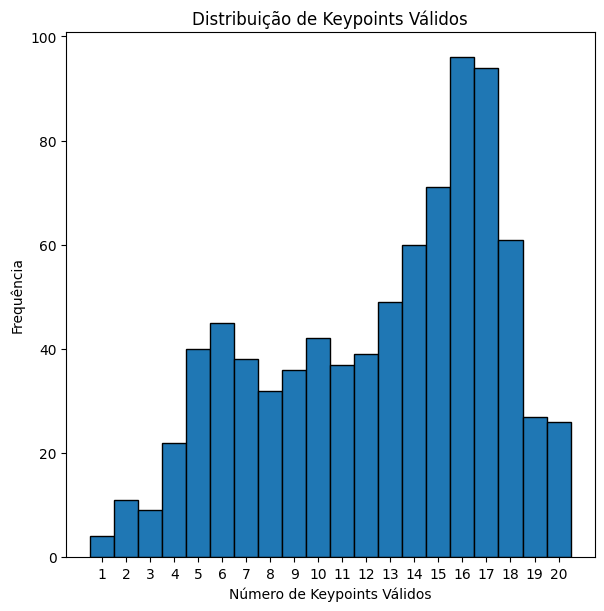 Distribuição de Keypoints Válidos
100
80
60
40
20
0
Frequência
1 2 3 4 5 6 7 8 9 10 11 12 13 14 15 16 17 18 19 20
Número de Keypoints Válidos